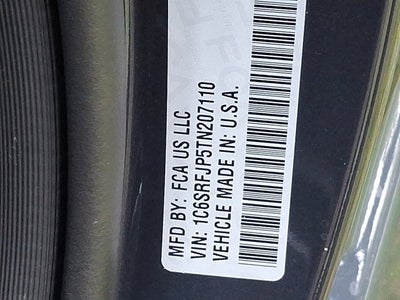 MFD BY: FCA US LLC
VIN: 1C6SRFJP5TN207110
VEHICLE MADE IN: U.S.A.